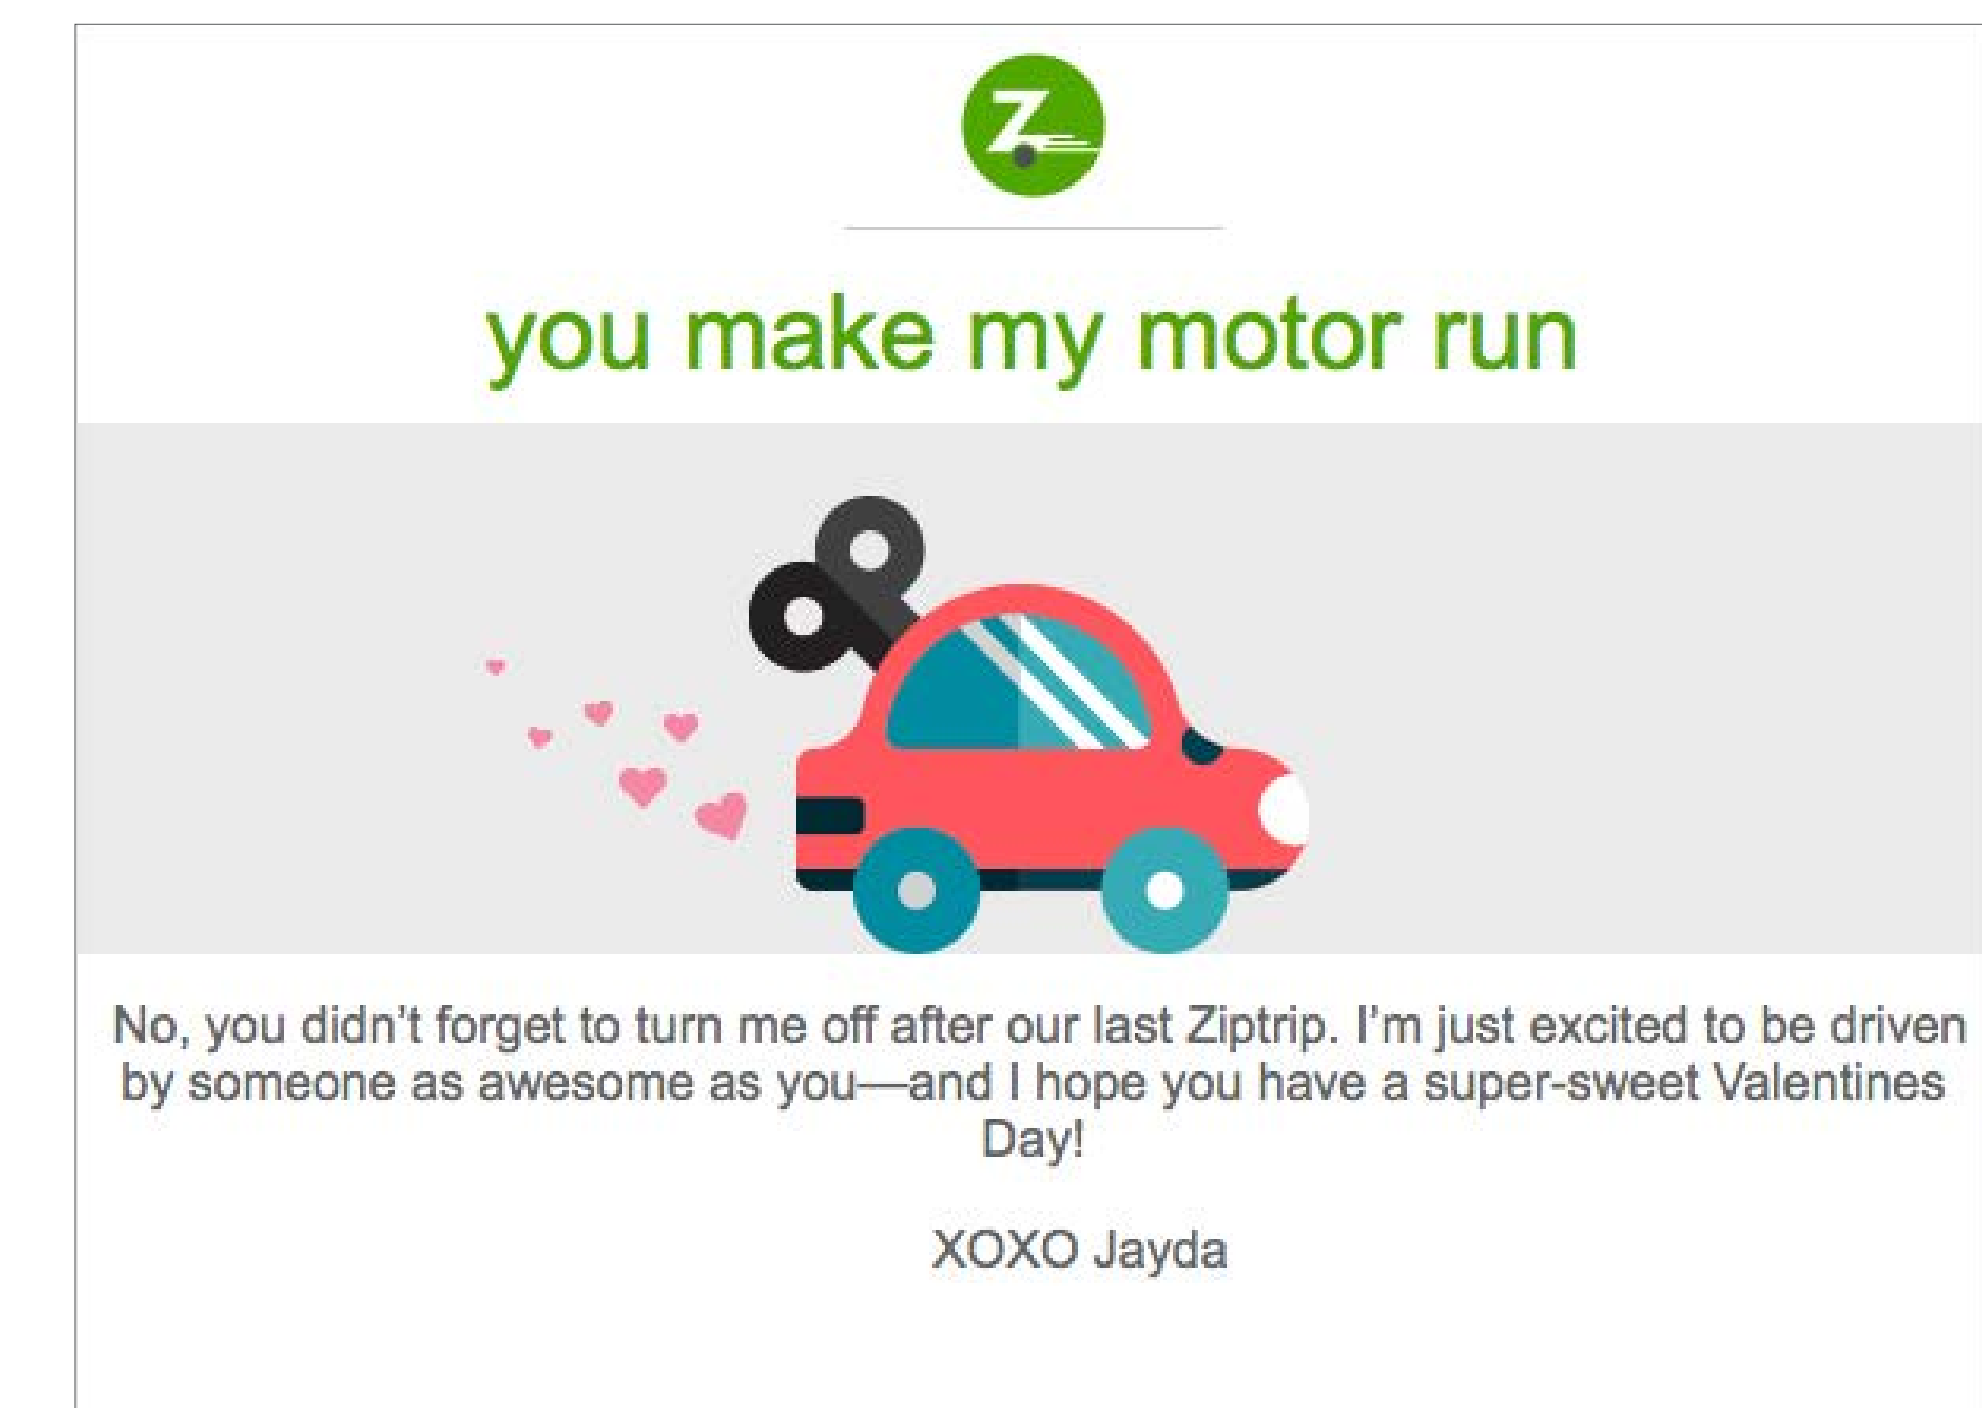 Z
you make my motor run
No, you didn’t forget to turn me off after our last Ziptrip. I’m just excited to be driven
by someone as awesome as you—and I hope you have a super-sweet Valentines
Day!
XOXO Jayda